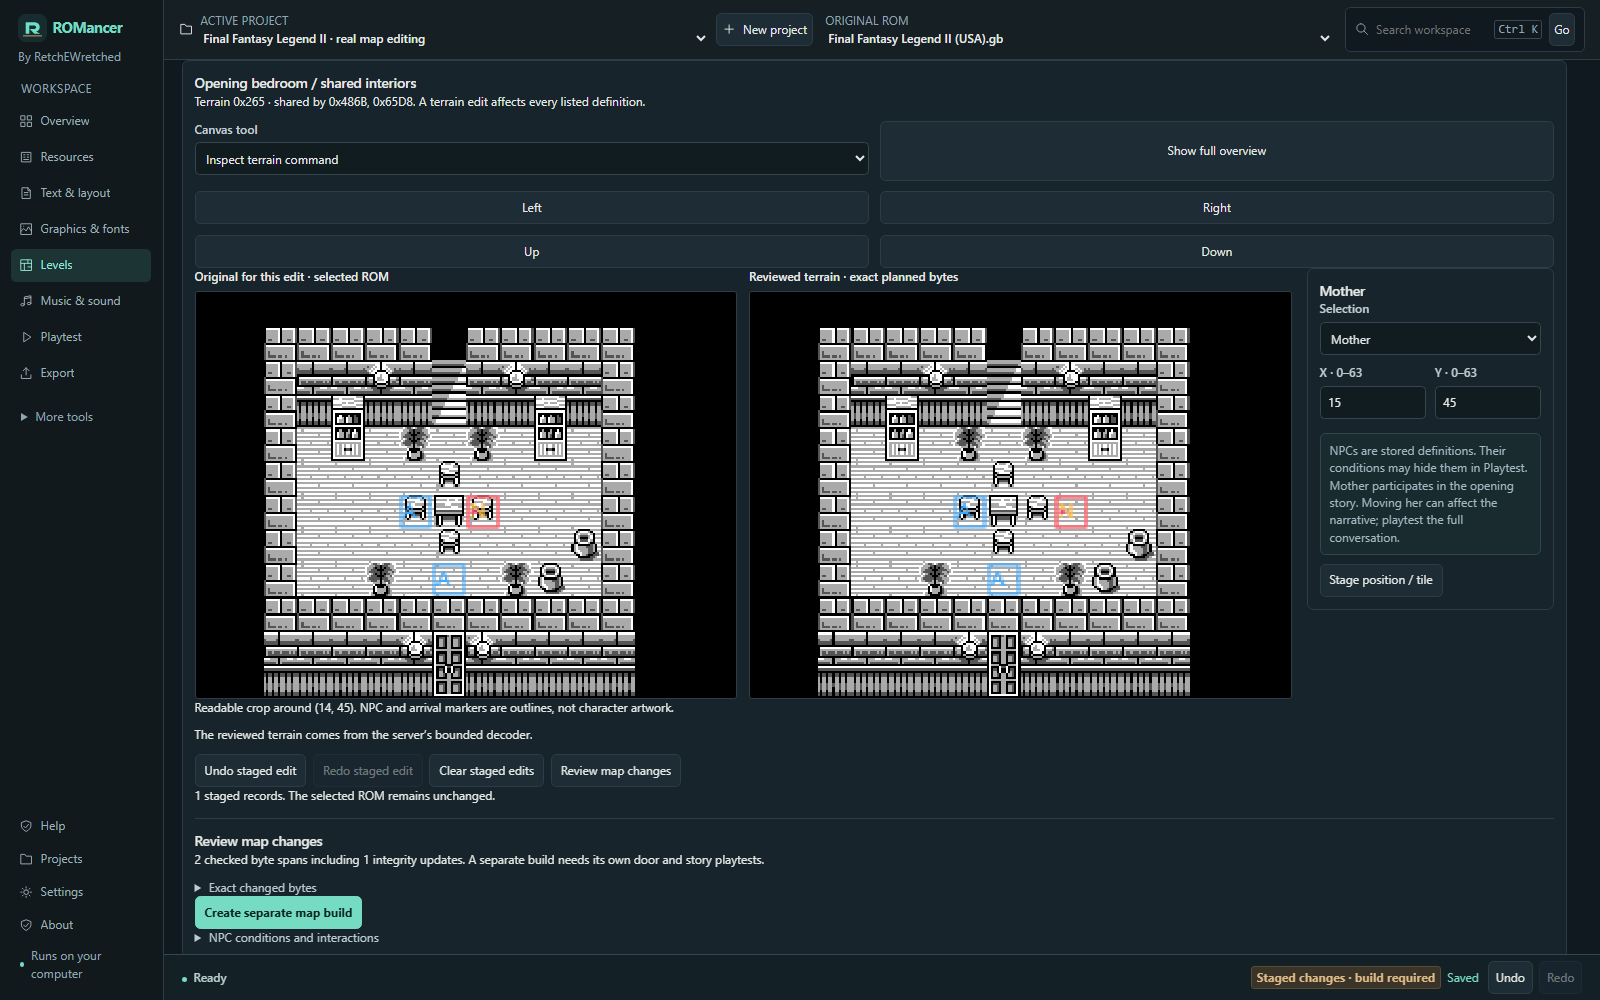 ROMancer
By RetchEWretched
WORKSPACE
Overview
Resources
Text & layout
Graphics & fonts
Levels
Music & sound
Playtest
Export
More tools
Help
Projects
Settings
About
Runs on your
computer
ACTIVE PROJECT
Final Fantasy Legend II · real map editing
New project
ORIGINAL ROM
Final Fantasy Legend II (USA).gb
Search workspace
Ctrl K
Go
Opening bedroom / shared interiors
Terrain 0x265 · shared by 0x486B, 0x65D8. A terrain edit affects every listed definition.
Canvas tool
Inspect terrain command
Show full overview
Left
Right
Up
Down
Original for this edit · selected ROM
Reviewed terrain · exact planned bytes
A
N
A
A
N
A
Mother
Selection
Mother
X · 0–63
Y · 0–63
15
45
NPCs are stored definitions. Their
conditions may hide them in Playtest.
Mother participates in the opening
story. Moving her can affect the
narrative; playtest the full
conversation.
Stage position / tile
Readable crop around (14, 45). NPC and arrival markers are outlines, not character artwork.
The reviewed terrain comes from the server’s bounded decoder.
Undo staged edit
Redo staged edit
Clear staged edits
Review map changes
1 staged records. The selected ROM remains unchanged.
Review map changes
2 checked byte spans including 1 integrity updates. A separate build needs its own door and story playtests.
Exact changed bytes
Create separate map build
NPC conditions and interactions
Ready
Staged changes · build required
Saved
Undo
Redo